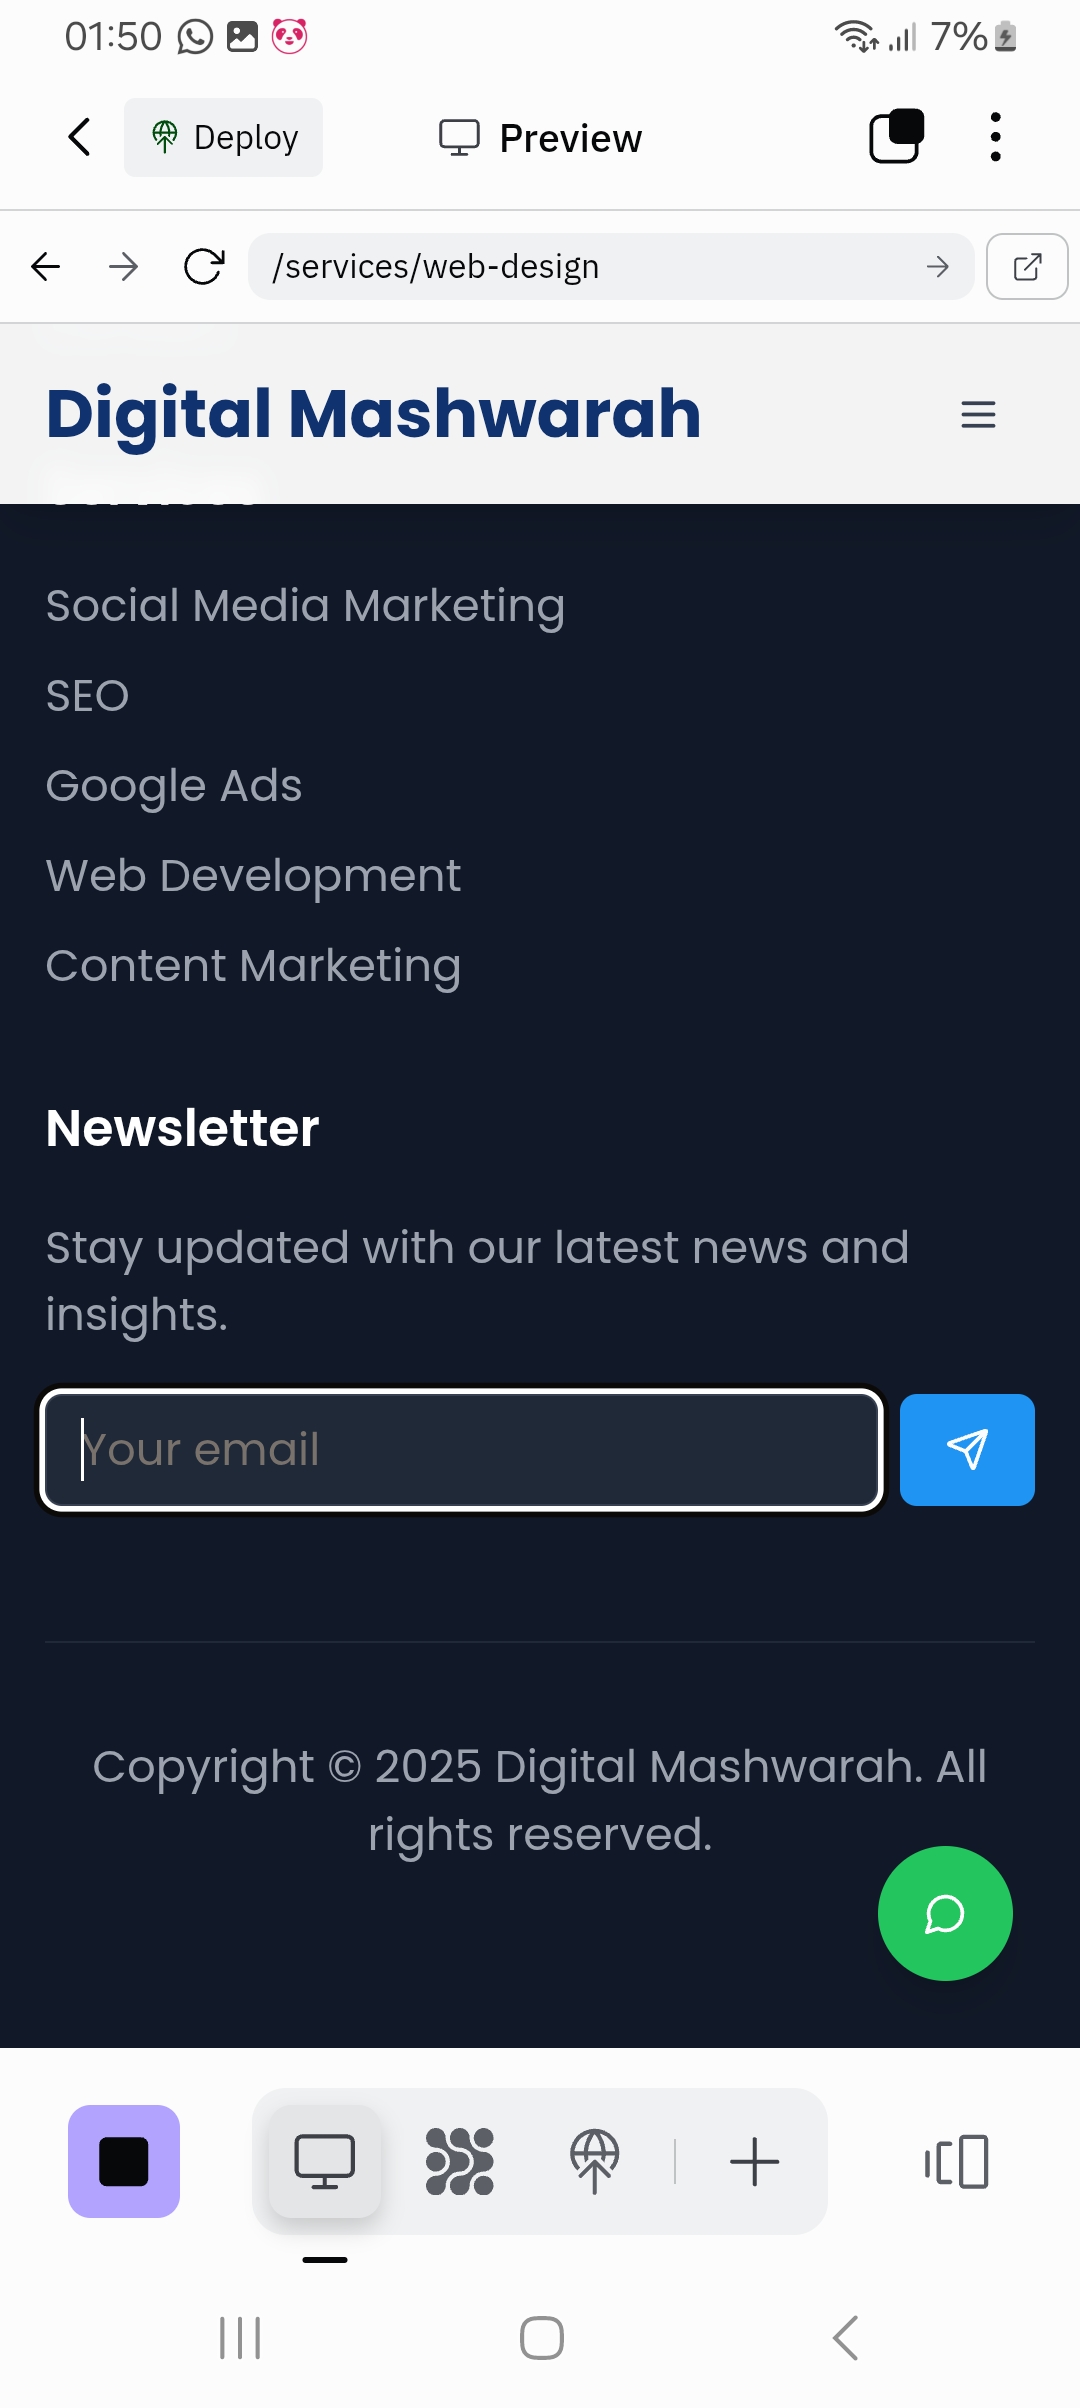 01:50
7%
Deploy
Preview
/services/web-design
Digital Mashwarah
Social Media Marketing
SEO
Google Ads
Web Development
Content Marketing
Newsletter
Stay updated with our latest news and
insights.
Your email
Copyright © 2025 Digital Mashwarah. All
rights reserved.